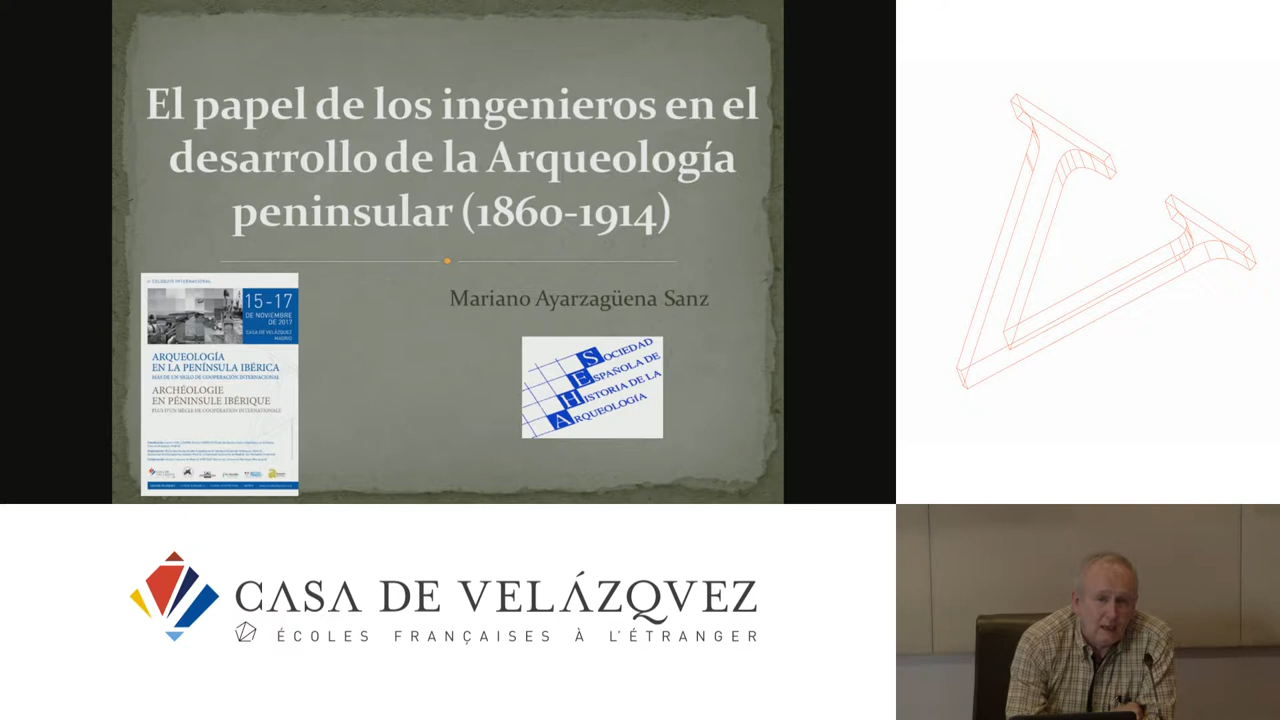 El papel de los ingenieros en el
desarrollo de la Arqueología
peninsular (1860-1914)
Mariano Ayarzagüena Sanz
COLOQUIO INTERNACIONAL
15-17
DE NOVIEMBRE
DE 2017
CASA DE VELÁZQUEZ
MADRID
ARQUEOLOGÍA
EN LA PENÍNSULA IBÉRICA
MÁS DE UN SIGLO DE COOPERACIÓN INTERNACIONAL
ARCHÉOLOGIE
EN PÉNINSULE IBÉRIQUE
PLUS D'UN SIÈCLE DE COOPÉRATION INTERNATIONALE
SOCIEDAD
ESPAÑOLA DE
HISTORIA DE LA
ARQUEOLOGÍA
CASA DE VELÁZQVEZ
ÉCOLES FRANÇAISES À L'ÉTRANGER